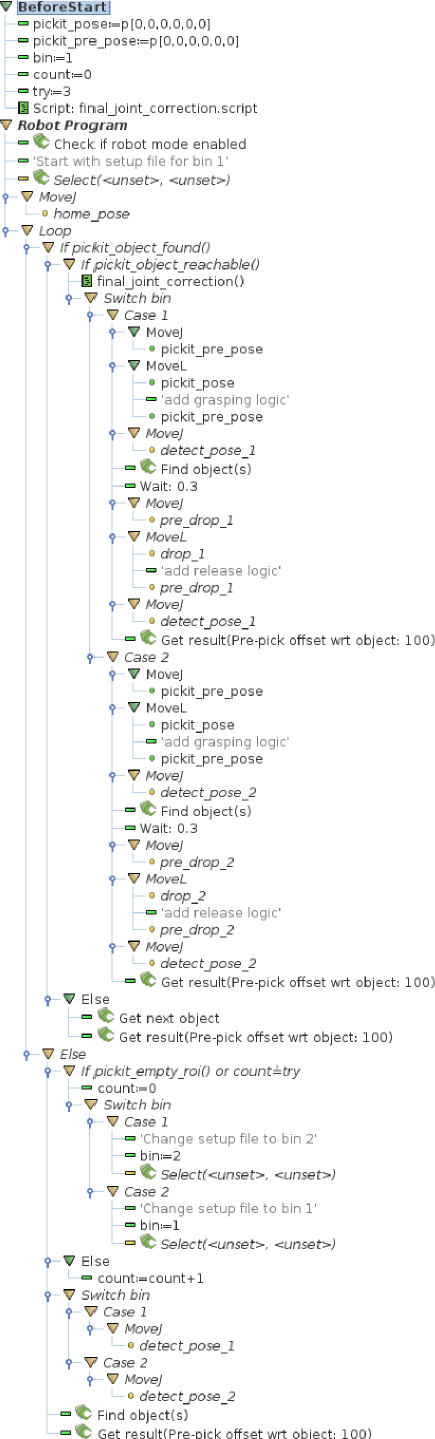 BeforeStart
pickit_pose:=p[0,0,0,0,0,0]
pickit_pre_pose:=p[0,0,0,0,0,0]
bin:=1
count:=0
try:=3
Script: final_joint_correction.script
Robot Program
Check if robot mode enabled
'Start with setup file for bin 1'
Select(<unset>, <unset>)
MoveJ
home_pose
Loop
If pickit_object_found()
If pickit_object_reachable()
final_joint_correction()
Switch bin
Case 1
MoveJ
pickit_pre_pose
MoveL
pickit_pose
'add grasping logic'
pickit_pre_pose
MoveJ
detect_pose_1
Find object(s)
Wait: 0.3
MoveJ
pre_drop_1
MoveL
drop_1
'add release logic'
pre_drop_1
MoveJ
detect_pose_1
Get result(Pre-pick offset wrt object: 100)
Case 2
MoveJ
pickit_pre_pose
MoveL
pickit_pose
'add grasping logic'
pickit_pre_pose
MoveJ
detect_pose_2
Find object(s)
Wait: 0.3
MoveJ
pre_drop_2
MoveL
drop_2
'add release logic'
pre_drop_2
MoveJ
detect_pose_2
Get result(Pre-pick offset wrt object: 100)
Else
Get next object
Get result(Pre-pick offset wrt object: 100)
Else
If pickit_empty_roi() or count≟try
count:=0
Switch bin
Case 1
'Change setup file to bin 2'
bin:=2
Select(<unset>, <unset>)
Case 2
'Change setup file to bin 1'
bin:=1
Select(<unset>, <unset>)
Else
count:=count+1
Switch bin
Case 1
MoveJ
detect_pose_1
Case 2
MoveJ
detect_pose_2
Find object(s)
Get result(Pre-pick offset wrt object: 100)